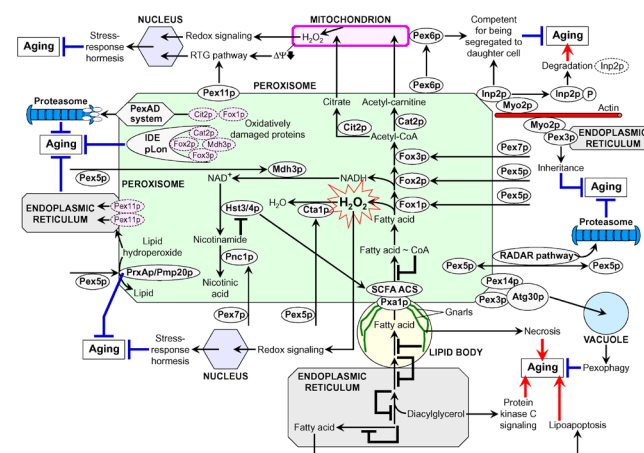 NUCLEUS
MITOCHONDRION
Aging
Stress-
response
hormesis
Redox signaling
H2O2
RTG pathway
ΔΨ
Pex6p
Competent
for being
segregated to
daughter cell
Aging
Degradation
Inp2p
Pex11p
PEROXISOME
Pex6p
Inp2p
Inp2p
P
Myo2p
Actin
Proteasome
PexAD
system
Cit2p
Fox1p
Oxidatively
damaged proteins
Citrate
Acetyl-carnitine
Cit2p
Cat2p
Acetyl-CoA
Myo2p
Pex3p
ENDOPLASMIC
RETICULUM
Aging
IDE
pLon
Cat2p
Fox2p
Mdh3p
Fox3p
Fox3p
Pex7p
Inheritance
Pex5p
Mdh3p
PEROXISOME
NAD+
NADH
Fox2p
Pex5p
Aging
ENDOPLASMIC
RETICULUM
Pex11p
Pex11p
Hst3/4p
H2O
Cta1p
H2O2
Fox1p
Pex5p
Fatty acid
Proteasome
Lipid
hydroperoxide
Nicotinamide
Pnc1p
Fatty acid ~ CoA
RADAR pathway
Pex5p
Pex5p
Pex5p
PrxAp/Pmp20p
Lipid
Nicotinic
acid
SCFA ACS
Pxa1p
Pex14p
Pex3p
Atg30p
Pex7p
Pex5p
Gnarls
Fatty acid
VACUOLE
Aging
Stress-
response
hormesis
NUCLEUS
Redox signaling
LIPID BODY
Necrosis
Aging
Pexophagy
ENDOPLASMIC
RETICULUM
Diacylglycerol
Fatty acid
Protein
kinase C
signaling
Lipoapoptosis